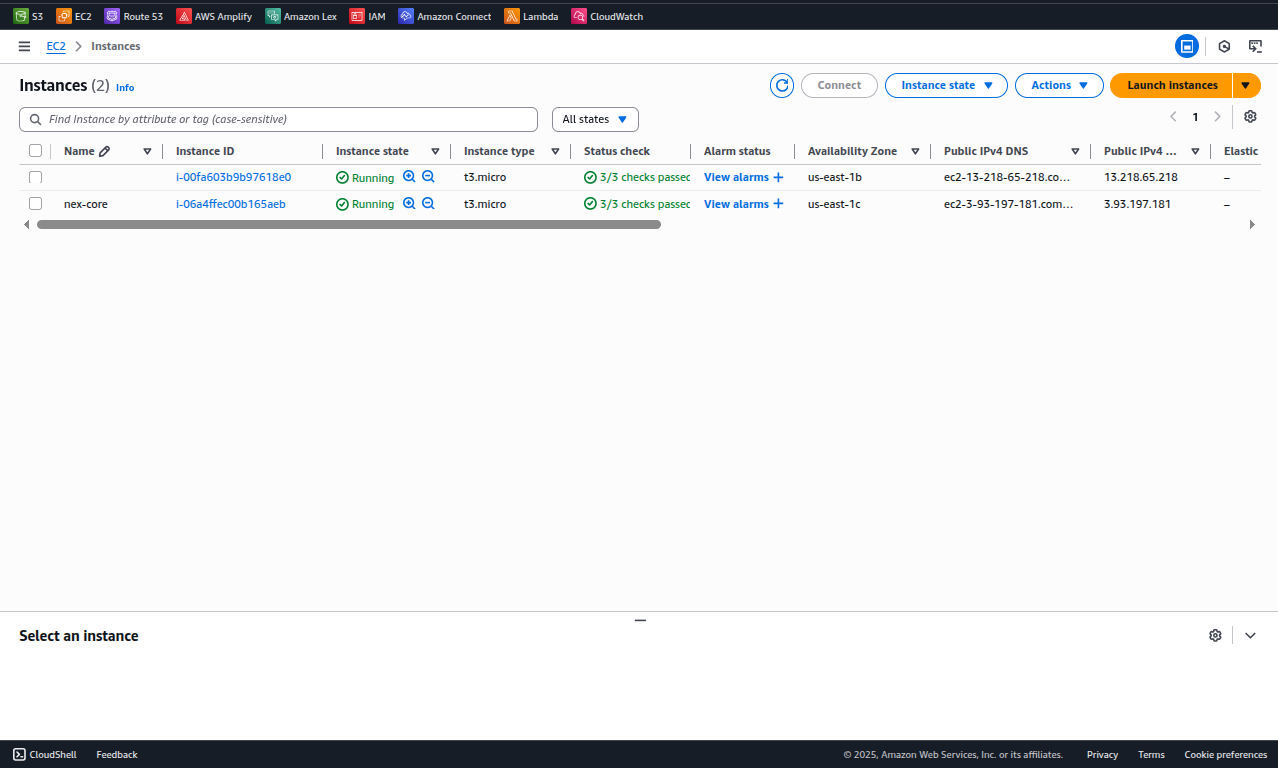 S3 EC2 Route 53 AWS Amplify Amazon Lex IAM Amazon Connect Lambda CloudWatch
EC2 Instances
Instances (2) Info Connect Instance state Actions Launch instances
Find Instance by attribute or tag (case-sensitive) All states 1
Name Instance ID Instance state Instance type Status check Alarm status Availability Zone Public IPv4 DNS Public IPv4 ... Elastic
i-00fa603b9b97618e0 Running t3.micro 3/3 checks passec View alarms + us-east-1b ec2-13-218-65-218.co... 13.218.65.218 –
nex-core i-06a4ffec00b165aeb Running t3.micro 3/3 checks passec View alarms + us-east-1c ec2-3-93-197-181.com... 3.93.197.181 –
Select an instance
CloudShell Feedback © 2025, Amazon Web Services, Inc. or its affiliates. Privacy Terms Cookie preferences